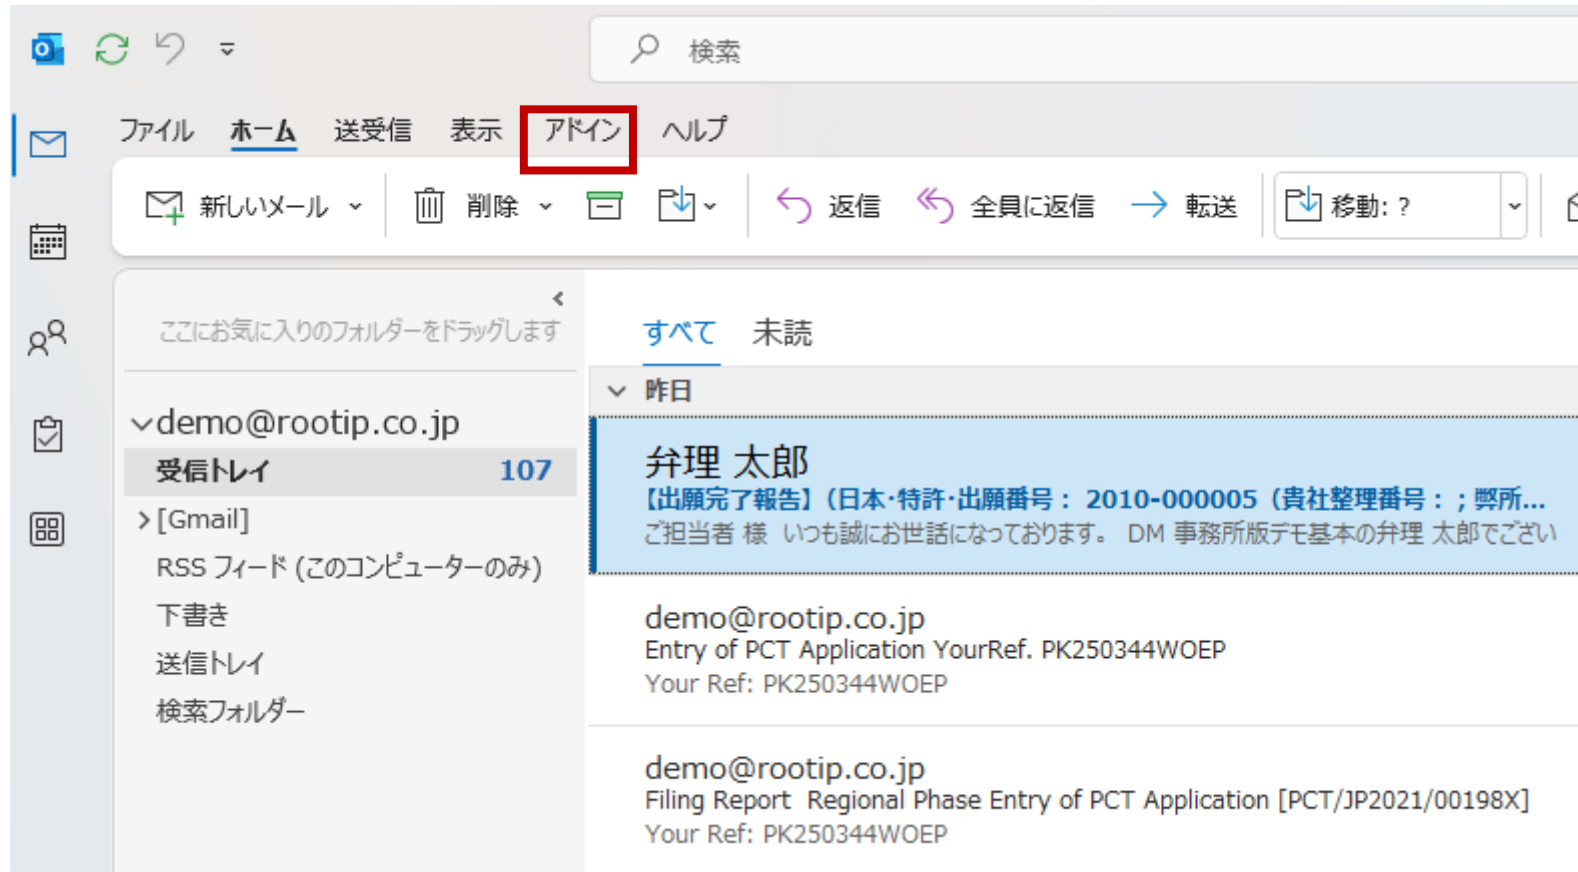 検索
ファイル ホーム 送受信 表示 アドイン ヘルプ
新しいメール 削除 返信 全員に返信 転送 移動: ?
ここにお気に入りのフォルダーをドラッグします
demo@rootip.co.jp
受信トレイ 107
[Gmail]
RSS フィード (このコンピューターのみ)
下書き
送信トレイ
検索フォルダー
すべて 未読
昨日
弁理 太郎
【出願完了報告】(日本・特許・出願番号： 2010-000005（貴社整理番号：；弊所...
ご担当者 様 いつも誠にお世話になっております。 DM 事務所版デモ基本の弁理 太郎でござい
demo@rootip.co.jp
Entry of PCT Application YourRef. PK250344WOEP
Your Ref: PK250344WOEP
demo@rootip.co.jp
Filing Report Regional Phase Entry of PCT Application [PCT/JP2021/00198X]
Your Ref: PK250344WOEP